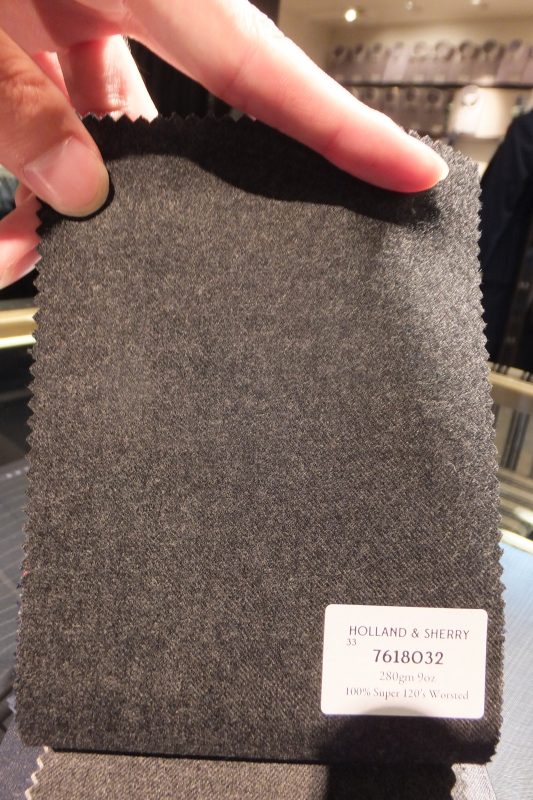 HOLLAND & SHERRY
33
7618032
280gm 9oz
100% Super 120's Worsted